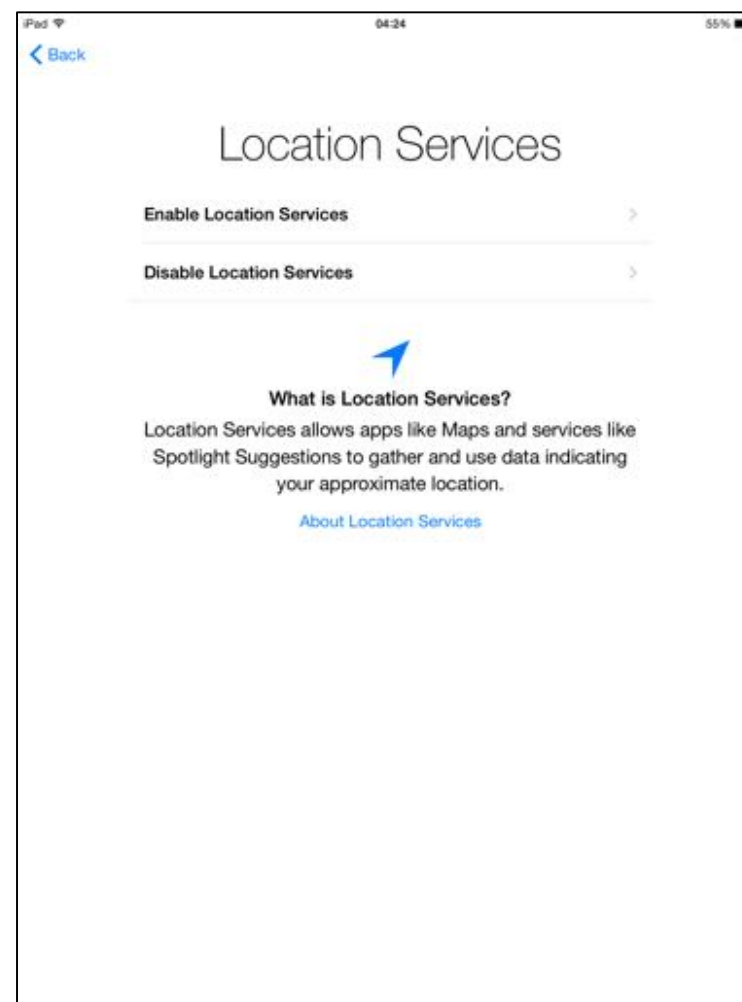 iPad 04:24 55%
Back
Location Services
Enable Location Services
Disable Location Services
What is Location Services?
Location Services allows apps like Maps and services like
Spotlight Suggestions to gather and use data indicating
your approximate location.
About Location Services